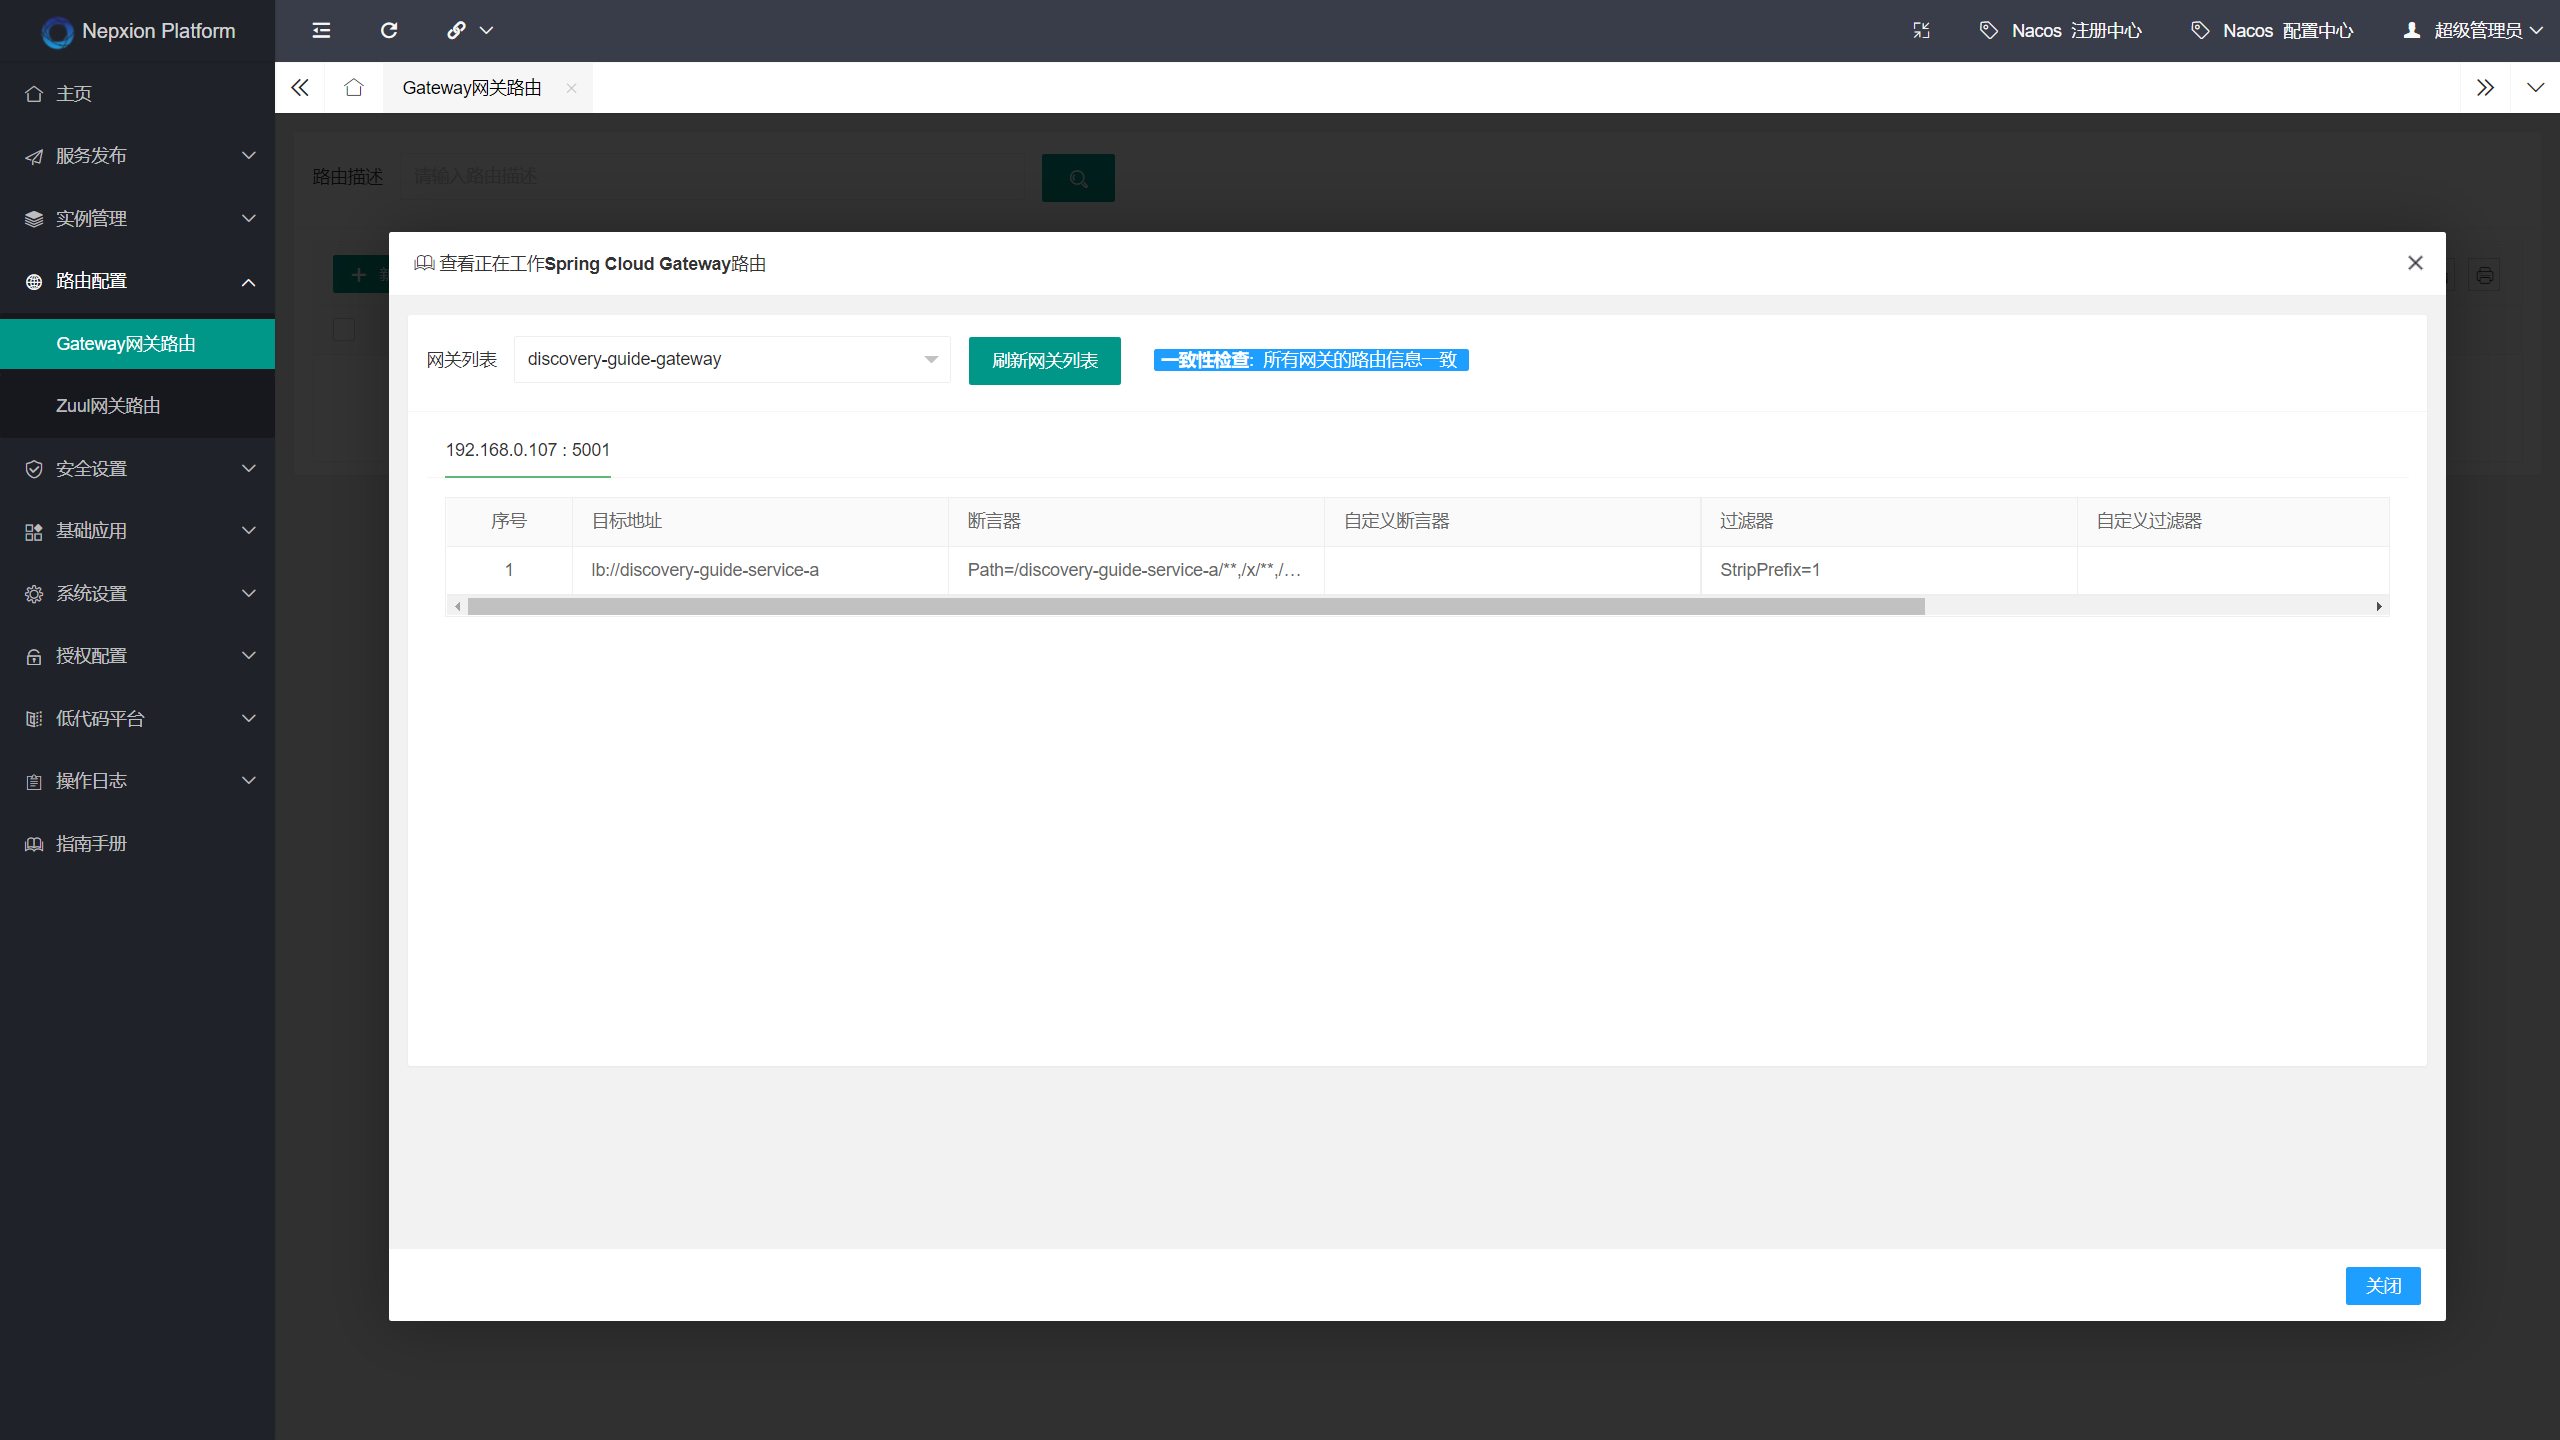 Nepxion Platform
Nacos 注册中心
Nacos 配置中心
超级管理员
主页
服务发布
实例管理
路由配置
Gateway网关路由
Zuul网关路由
安全设置
基础应用
系统设置
授权配置
低代码平台
操作日志
指南手册
Gateway网关路由
路由描述
请输入路由描述
查看正在工作Spring Cloud Gateway路由
网关列表
discovery-guide-gateway
刷新网关列表
一致性检查: 所有网关的路由信息一致
192.168.0.107 : 5001
序号 目标地址 断言器 自定义断言器 过滤器 自定义过滤器
1 lb://discovery-guide-service-a Path=/discovery-guide-service-a/**,/x/**,/… StripPrefix=1
关闭